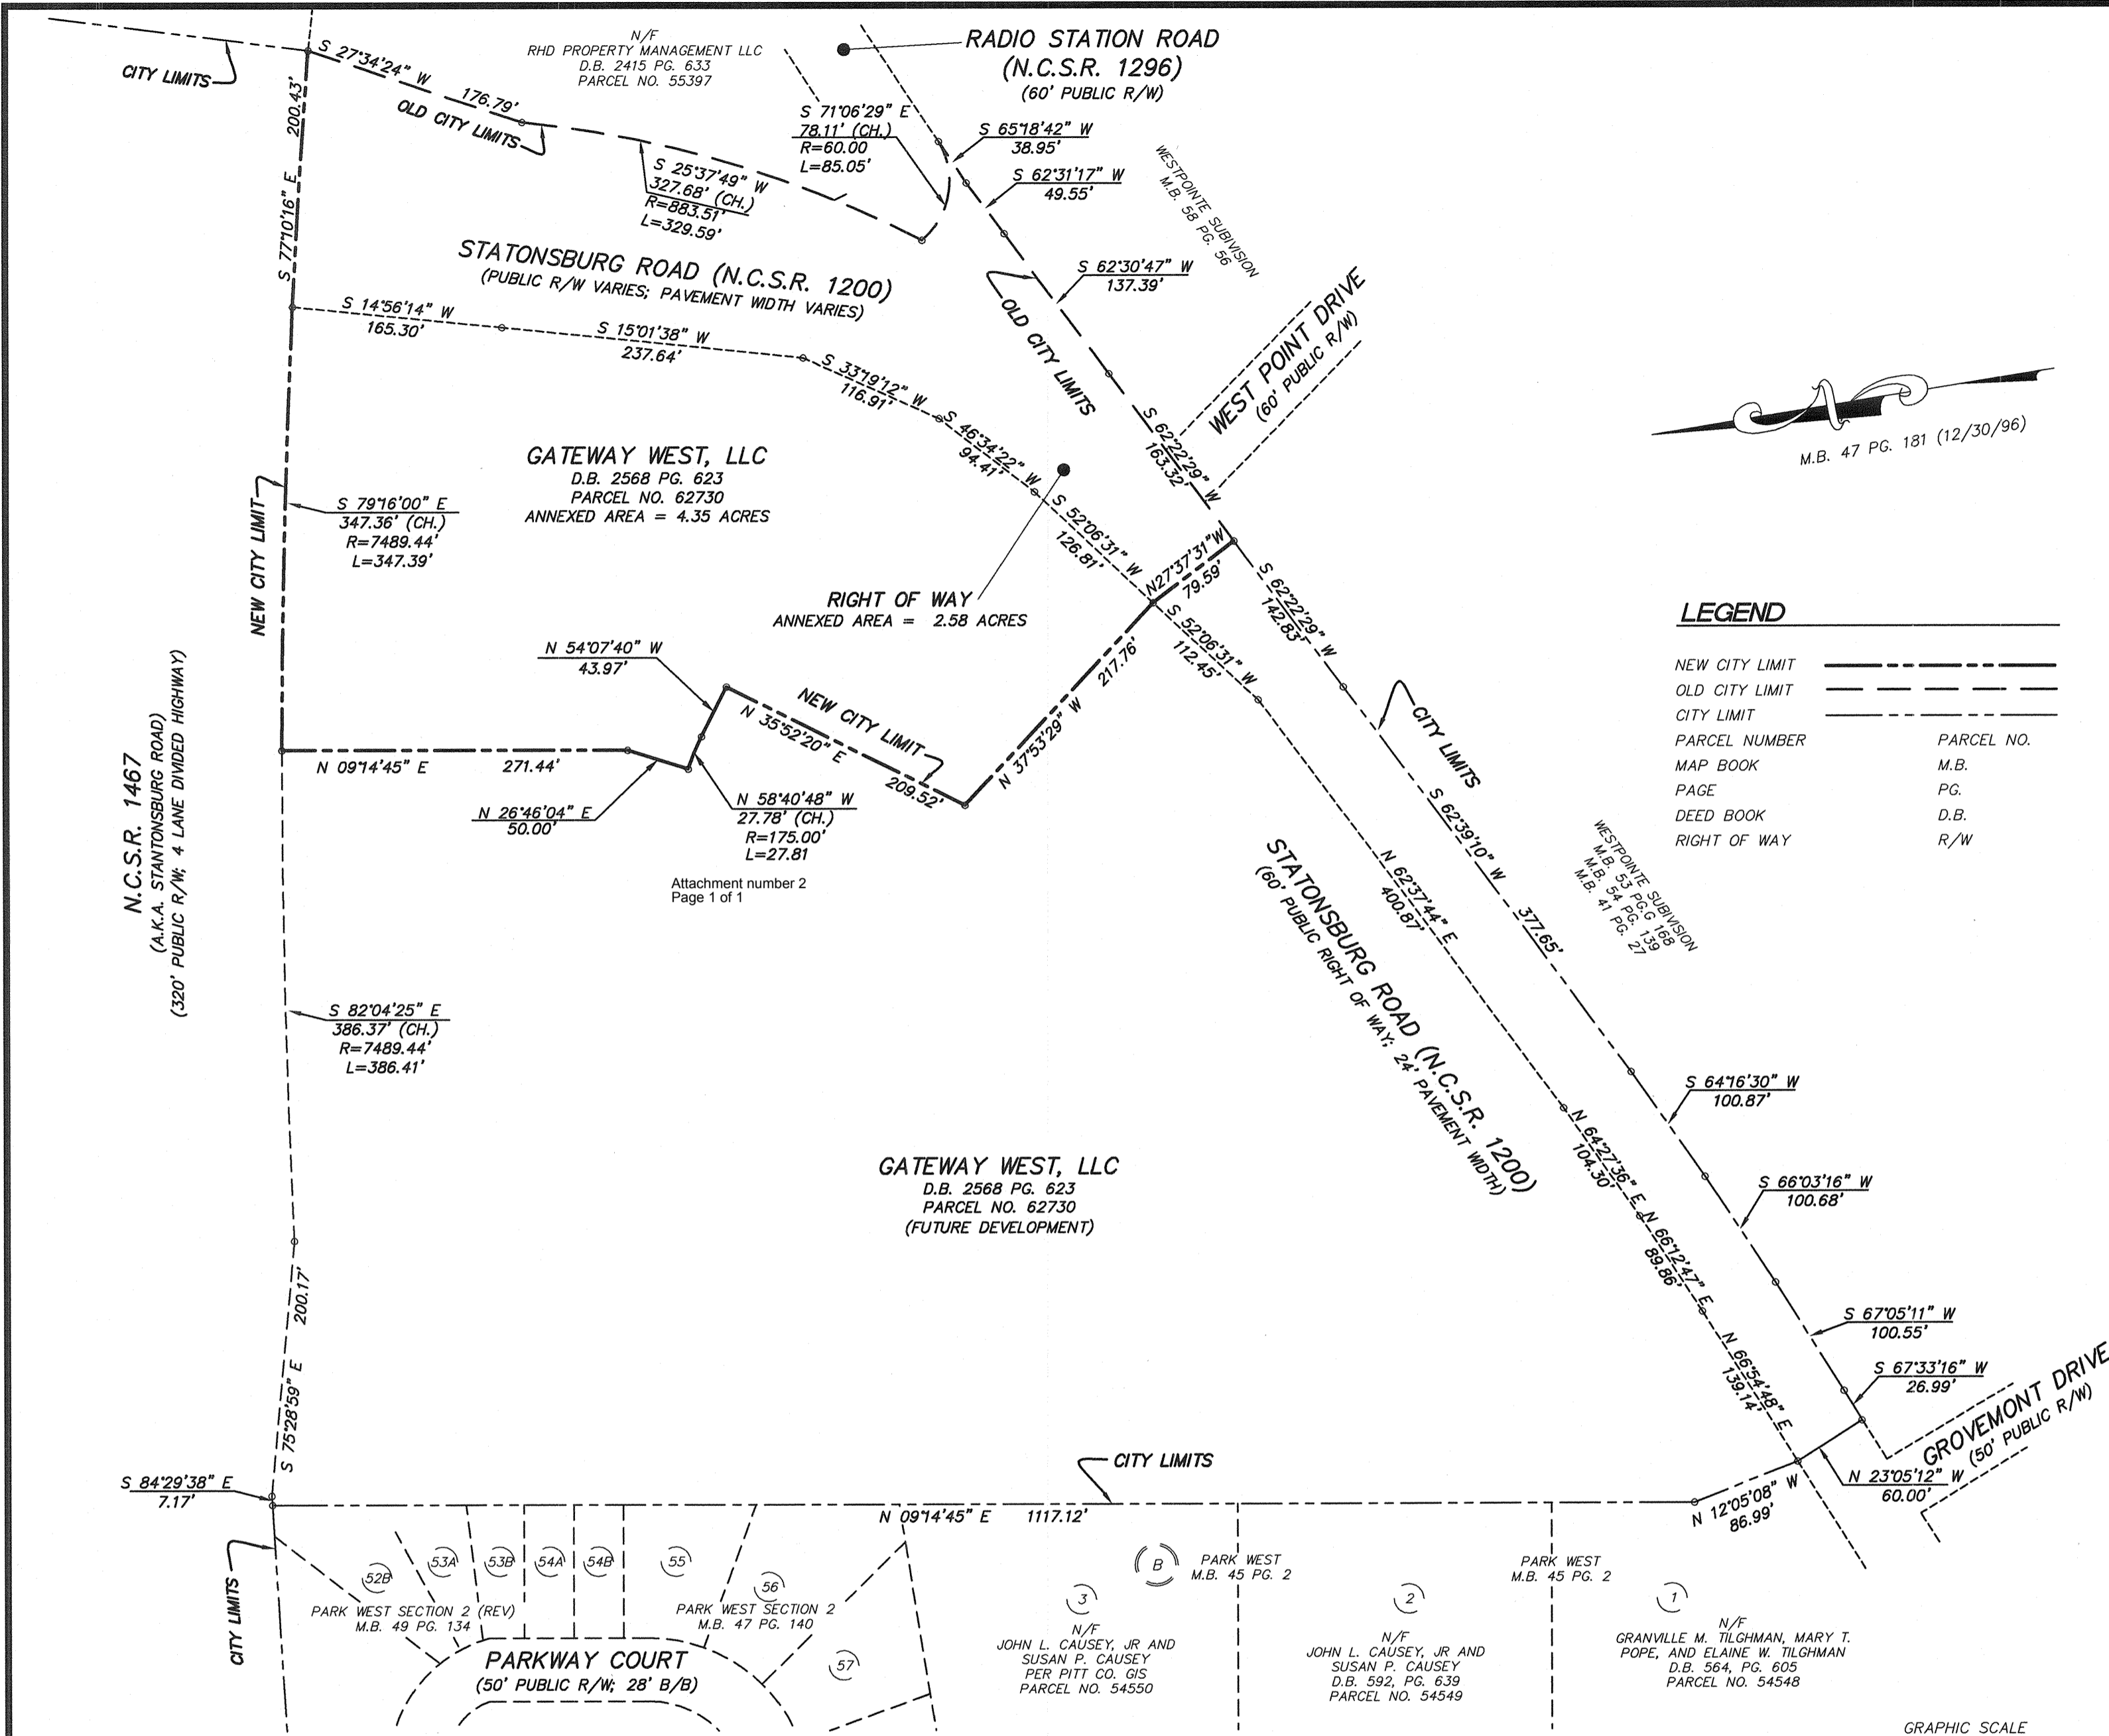 CITY LIMITS
S 27°34'24" W
176.79'
OLD CITY LIMITS
N/F
RHD PROPERTY MANAGEMENT LLC
D.B. 2415 PG. 633
PARCEL NO. 55397
RADIO STATION ROAD
(N.C.S.R. 1296)
(60' PUBLIC R/W)
S 71°06'29" E
78.11' (CH.)
R=60.00
L=85.05'
S 65°18'42" W
38.95'
S 62°31'17" W
49.55'
WESTPOINTE SUBIVISION
M.B. 58 PG. 56
S 77°10'16" E 200.43'
S 25°37'49" W
327.68' (CH.)
R=883.51'
L=329.59'
STATONSBURG ROAD (N.C.S.R. 1200)
(PUBLIC R/W VARIES; PAVEMENT WIDTH VARIES)
S 62°30'47" W
137.39'
OLD CITY LIMITS
WEST POINT DRIVE
(60' PUBLIC R/W)
S 14°56'14" W
165.30'
S 15°01'38" W
237.64'
S 33°19'12" W
116.91'
S 46°34'22" W
94.41'
S 62°22'29" W
163.32'
N
M.B. 47 PG. 181 (12/30/96)
GATEWAY WEST, LLC
D.B. 2568 PG. 623
PARCEL NO. 62730
ANNEXED AREA = 4.35 ACRES
NEW CITY LIMIT
S 79°16'00" E
347.36' (CH.)
R=7489.44'
L=347.39'
S 52°06'31" W
126.81'
N27°37'31"W
79.59'
RIGHT OF WAY
ANNEXED AREA = 2.58 ACRES
S 62°22'29" W
142.83'
S 52°06'31" W
112.45'
LEGEND
NEW CITY LIMIT
OLD CITY LIMIT
CITY LIMIT
PARCEL NUMBER PARCEL NO.
MAP BOOK M.B.
PAGE PG.
DEED BOOK D.B.
RIGHT OF WAY R/W
N 54°07'40" W
43.97'
NEW CITY LIMIT
N 35°52'20" E 209.52'
N 37°53'29" W 217.76'
CITY LIMITS
N.C.S.R. 1467
(A.K.A. STANTONSBURG ROAD)
(320' PUBLIC R/W; 4 LANE DIVIDED HIGHWAY)
N 09°14'45" E 271.44'
N 26°46'04" E
50.00'
N 58°40'48" W
27.78' (CH.)
R=175.00'
L=27.81
Attachment number 2
Page 1 of 1
S 62°39'10" W 377.65'
WESTPOINTE SUBIVISION
M.B. 53 PG.G 168
M.B. 54 PG. 139
M.B. 41 PG. 27
N 62°37'44" E
400.87'
STATONSBURG ROAD (N.C.S.R. 1200)
(60' PUBLIC RIGHT OF WAY; 24' PAVEMENT WIDTH)
S 82°04'25" E
386.37' (CH.)
R=7489.44'
L=386.41'
S 64°16'30" W
100.87'
N 64°27'36" E
104.30'
GATEWAY WEST, LLC
D.B. 2568 PG. 623
PARCEL NO. 62730
(FUTURE DEVELOPMENT)
S 66°03'16" W
100.68'
N 66°12'47" E
89.86'
S 67°05'11" W
100.55'
N 66°54'48" E
139.14'
S 67°33'16" W
26.99'
GROVEMONT DRIVE
(50' PUBLIC R/W)
S 75°28'59" E 200.17'
S 84°29'38" E
7.17'
CITY LIMITS
N 23°05'12" W
60.00'
N 12°05'08" W
86.99'
N 09°14'45" E 1117.12'
CITY LIMITS
52B
53A
53B
54A
54B
55
56
57
PARK WEST SECTION 2 (REV)
M.B. 49 PG. 134
PARK WEST SECTION 2
M.B. 47 PG. 140
PARKWAY COURT
(50' PUBLIC R/W; 28' B/B)
B
PARK WEST
M.B. 45 PG. 2
3
N/F
JOHN L. CAUSEY, JR AND
SUSAN P. CAUSEY
PER PITT CO. GIS
PARCEL NO. 54550
2
N/F
JOHN L. CAUSEY, JR AND
SUSAN P. CAUSEY
D.B. 592, PG. 639
PARCEL NO. 54549
PARK WEST
M.B. 45 PG. 2
1
N/F
GRANVILLE M. TILGHMAN, MARY T.
POPE, AND ELAINE W. TILGHMAN
D.B. 564, PG. 605
PARCEL NO. 54548
GRAPHIC SCALE